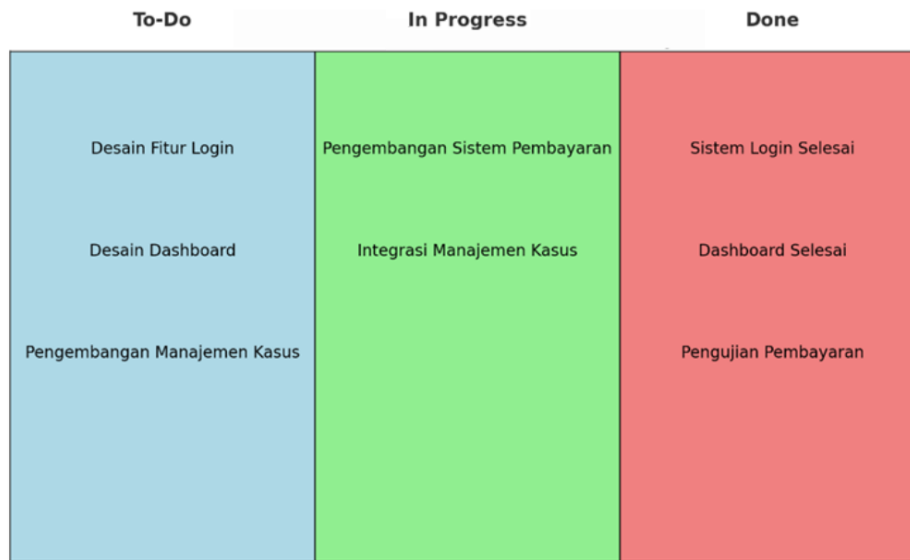 To-Do
In Progress
Done
Desain Fitur Login
Pengembangan Sistem Pembayaran
Sistem Login Selesai
Desain Dashboard
Integrasi Manajemen Kasus
Dashboard Selesai
Pengembangan Manajemen Kasus
Pengujian Pembayaran